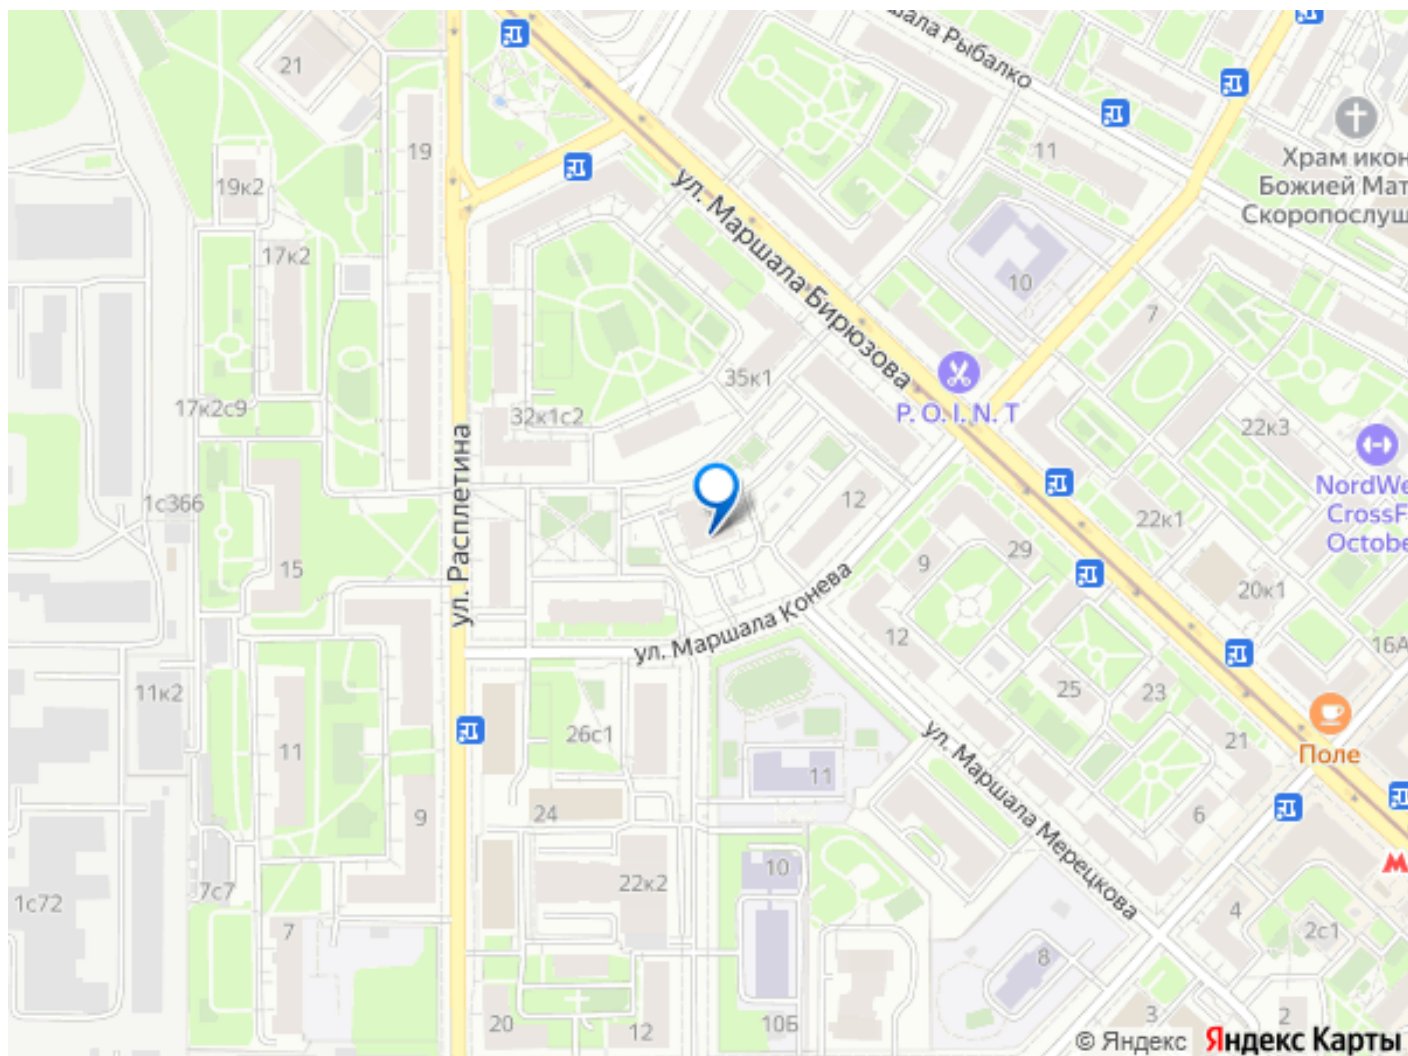 шала Рыбалко
21
19
11
Храм икон
Божией Мат
Скоропослуш
19к2
ул. Маршала Бирюзова
17к2
10
7
35к1
P. O. I. N. T
17к2с9
32к1с2
22к3
ул. Расплетина
NordWe
CrossF
Octobe
1с366
12
22к1
29
15
9
20к1
ул. Маршала Конева
12
16А
11к2
25
23
26с1
21
11
ул. Маршала Мерецкова
Поле
11
24
6
9
М
10
22к2
7с7
1с72
4
7
2с1
8
20
12
10Б
3
2
© Яндекс Яндекс Карты